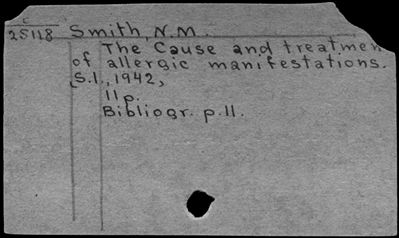 c
25118 Smith, N.M.
The Cause and treatmen
of allergic manifestations.
S.l., 1942,
11p.
Bibliogr. p.11.